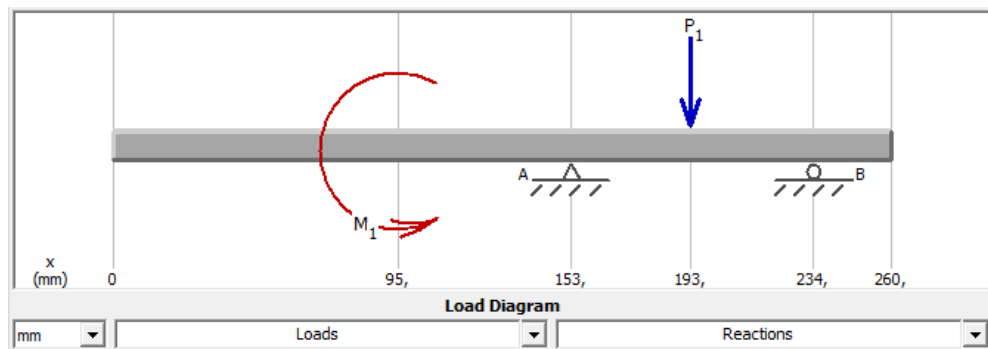 P1
A
B
M1
x
(mm)
0
95,
153,
193,
234,
260,
Load Diagram
mm
Loads
Reactions